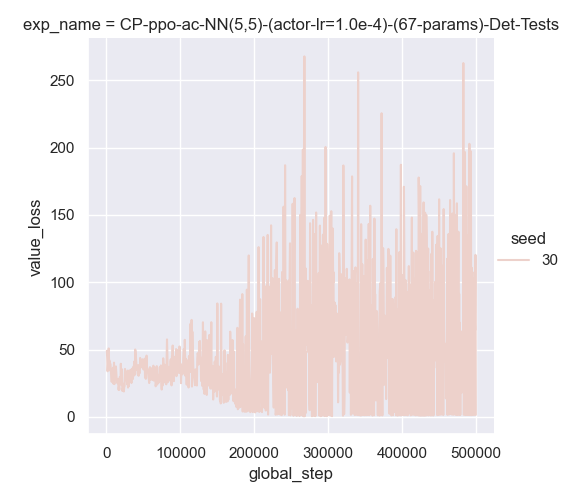 exp_name = CP-ppo-ac-NN(5,5)-(actor-lr=1.0e-4)-(67-params)-Det-Tests
250
200
150
100
50
0
value_loss
0 100000 200000 300000 400000 500000
global_step
seed
30